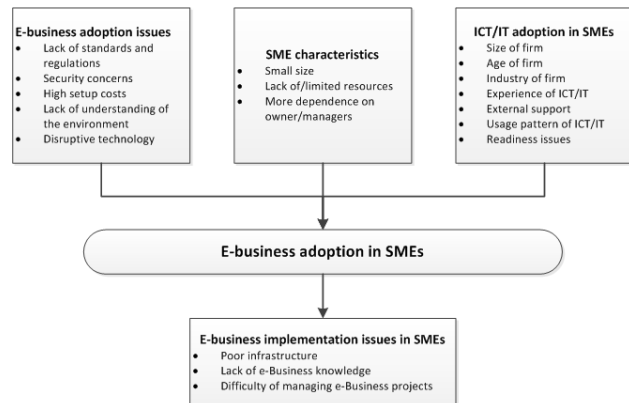 E-business adoption issues
• Lack of standards and
regulations
• Security concerns
• High setup costs
• Lack of understanding of
the environment
• Disruptive technology
SME characteristics
• Small size
• Lack of/limited resources
• More dependence on
owner/managers
ICT/IT adoption in SMEs
• Size of firm
• Age of firm
• Industry of firm
• Experience of ICT/IT
• External support
• Usage pattern of ICT/IT
• Readiness issues
E-business adoption in SMEs
E-business implementation issues in SMEs
• Poor infrastructure
• Lack of e-Business knowledge
• Difficulty of managing e-Business projects